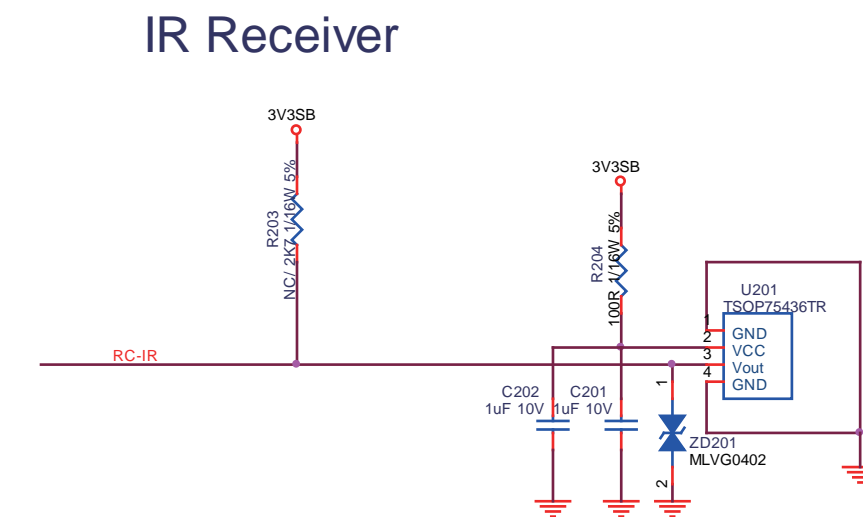 IR Receiver
3V3SB
3V3SB
R203
NC/ 2K7 1/16W 5%
R204
100R 1/16W 5%
U201
TSOP75436TR
1
2
3
4
GND
VCC
Vout
GND
RC-IR
C202
1uF 10V
C201
1uF 10V
1
ZD201
MLVG0402
2